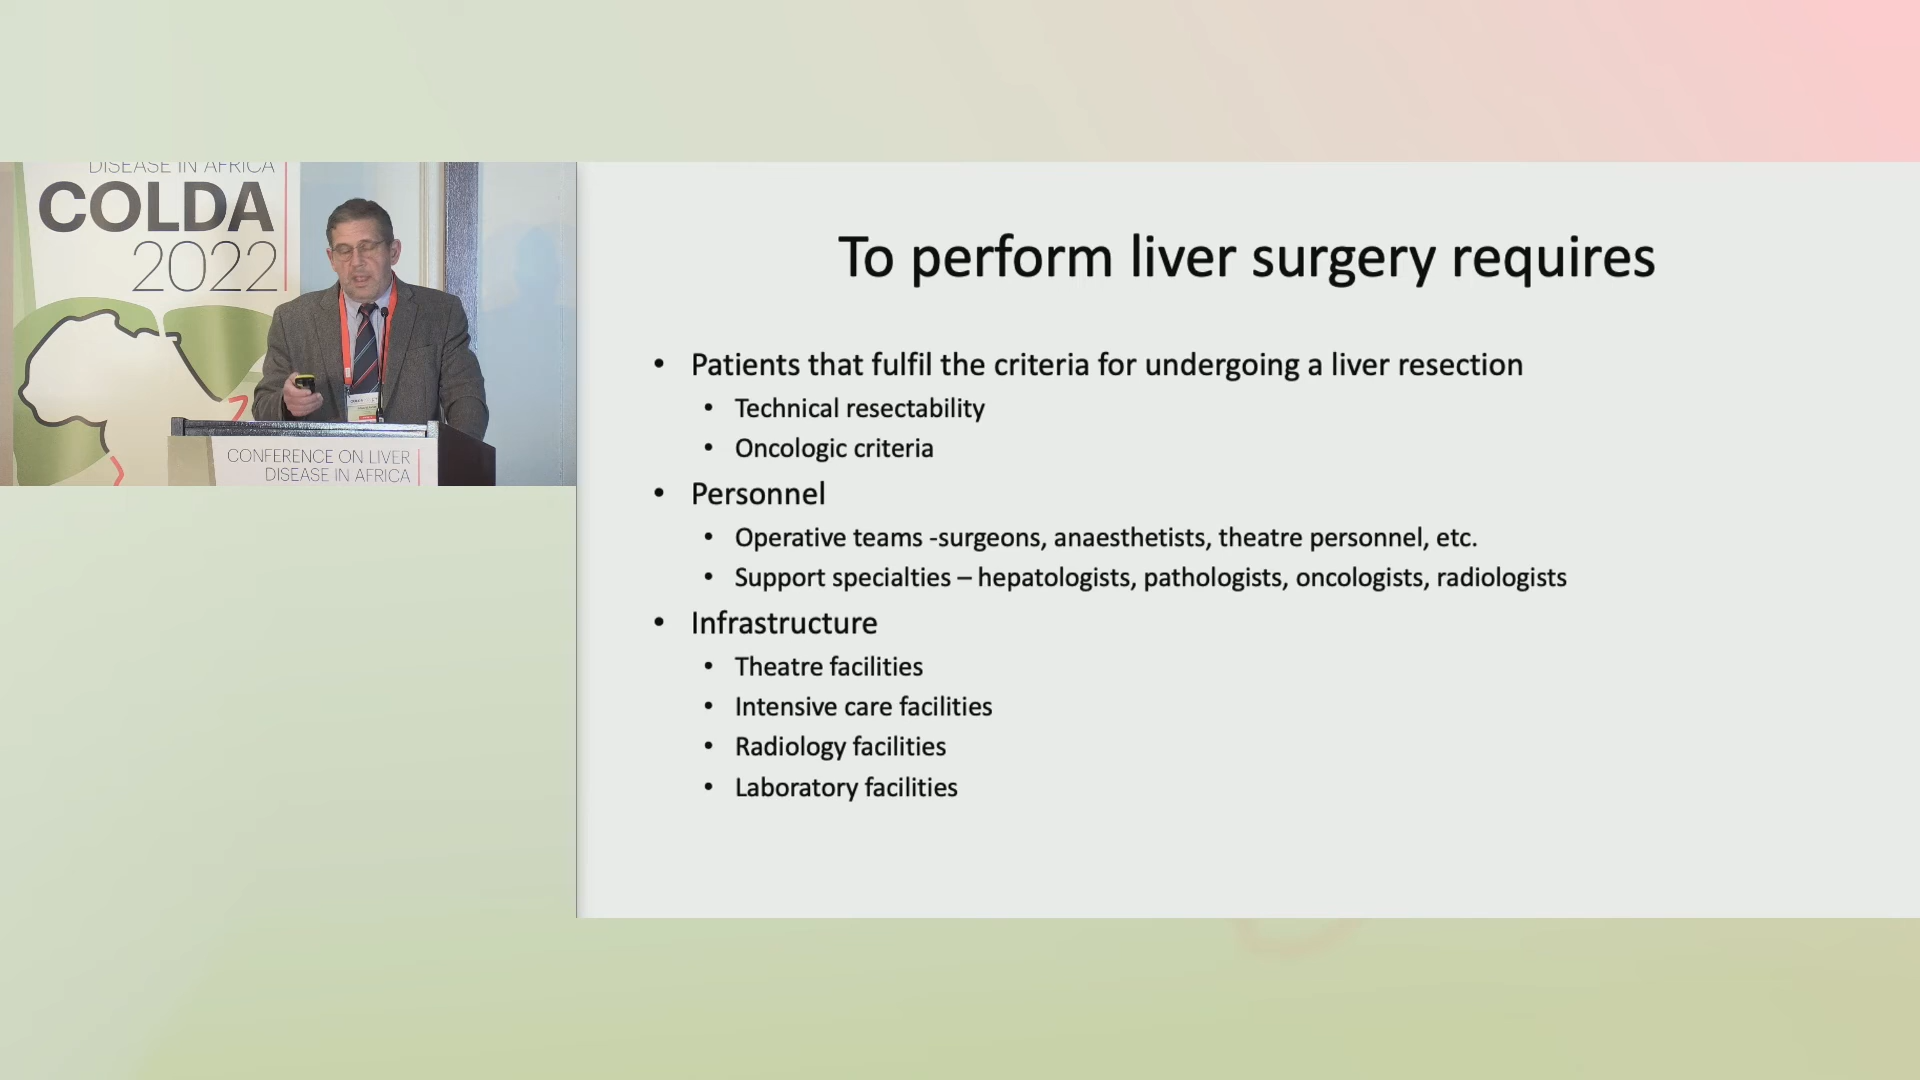 DISEASE IN AFRICA
COLDA
2022
CONFERENCE ON LIVER
DISEASE IN AFRICA
To perform liver surgery requires
• Patients that fulfil the criteria for undergoing a liver resection
• Technical resectability
• Oncologic criteria
• Personnel
• Operative teams -surgeons, anaesthetists, theatre personnel, etc.
• Support specialties – hepatologists, pathologists, oncologists, radiologists
• Infrastructure
• Theatre facilities
• Intensive care facilities
• Radiology facilities
• Laboratory facilities